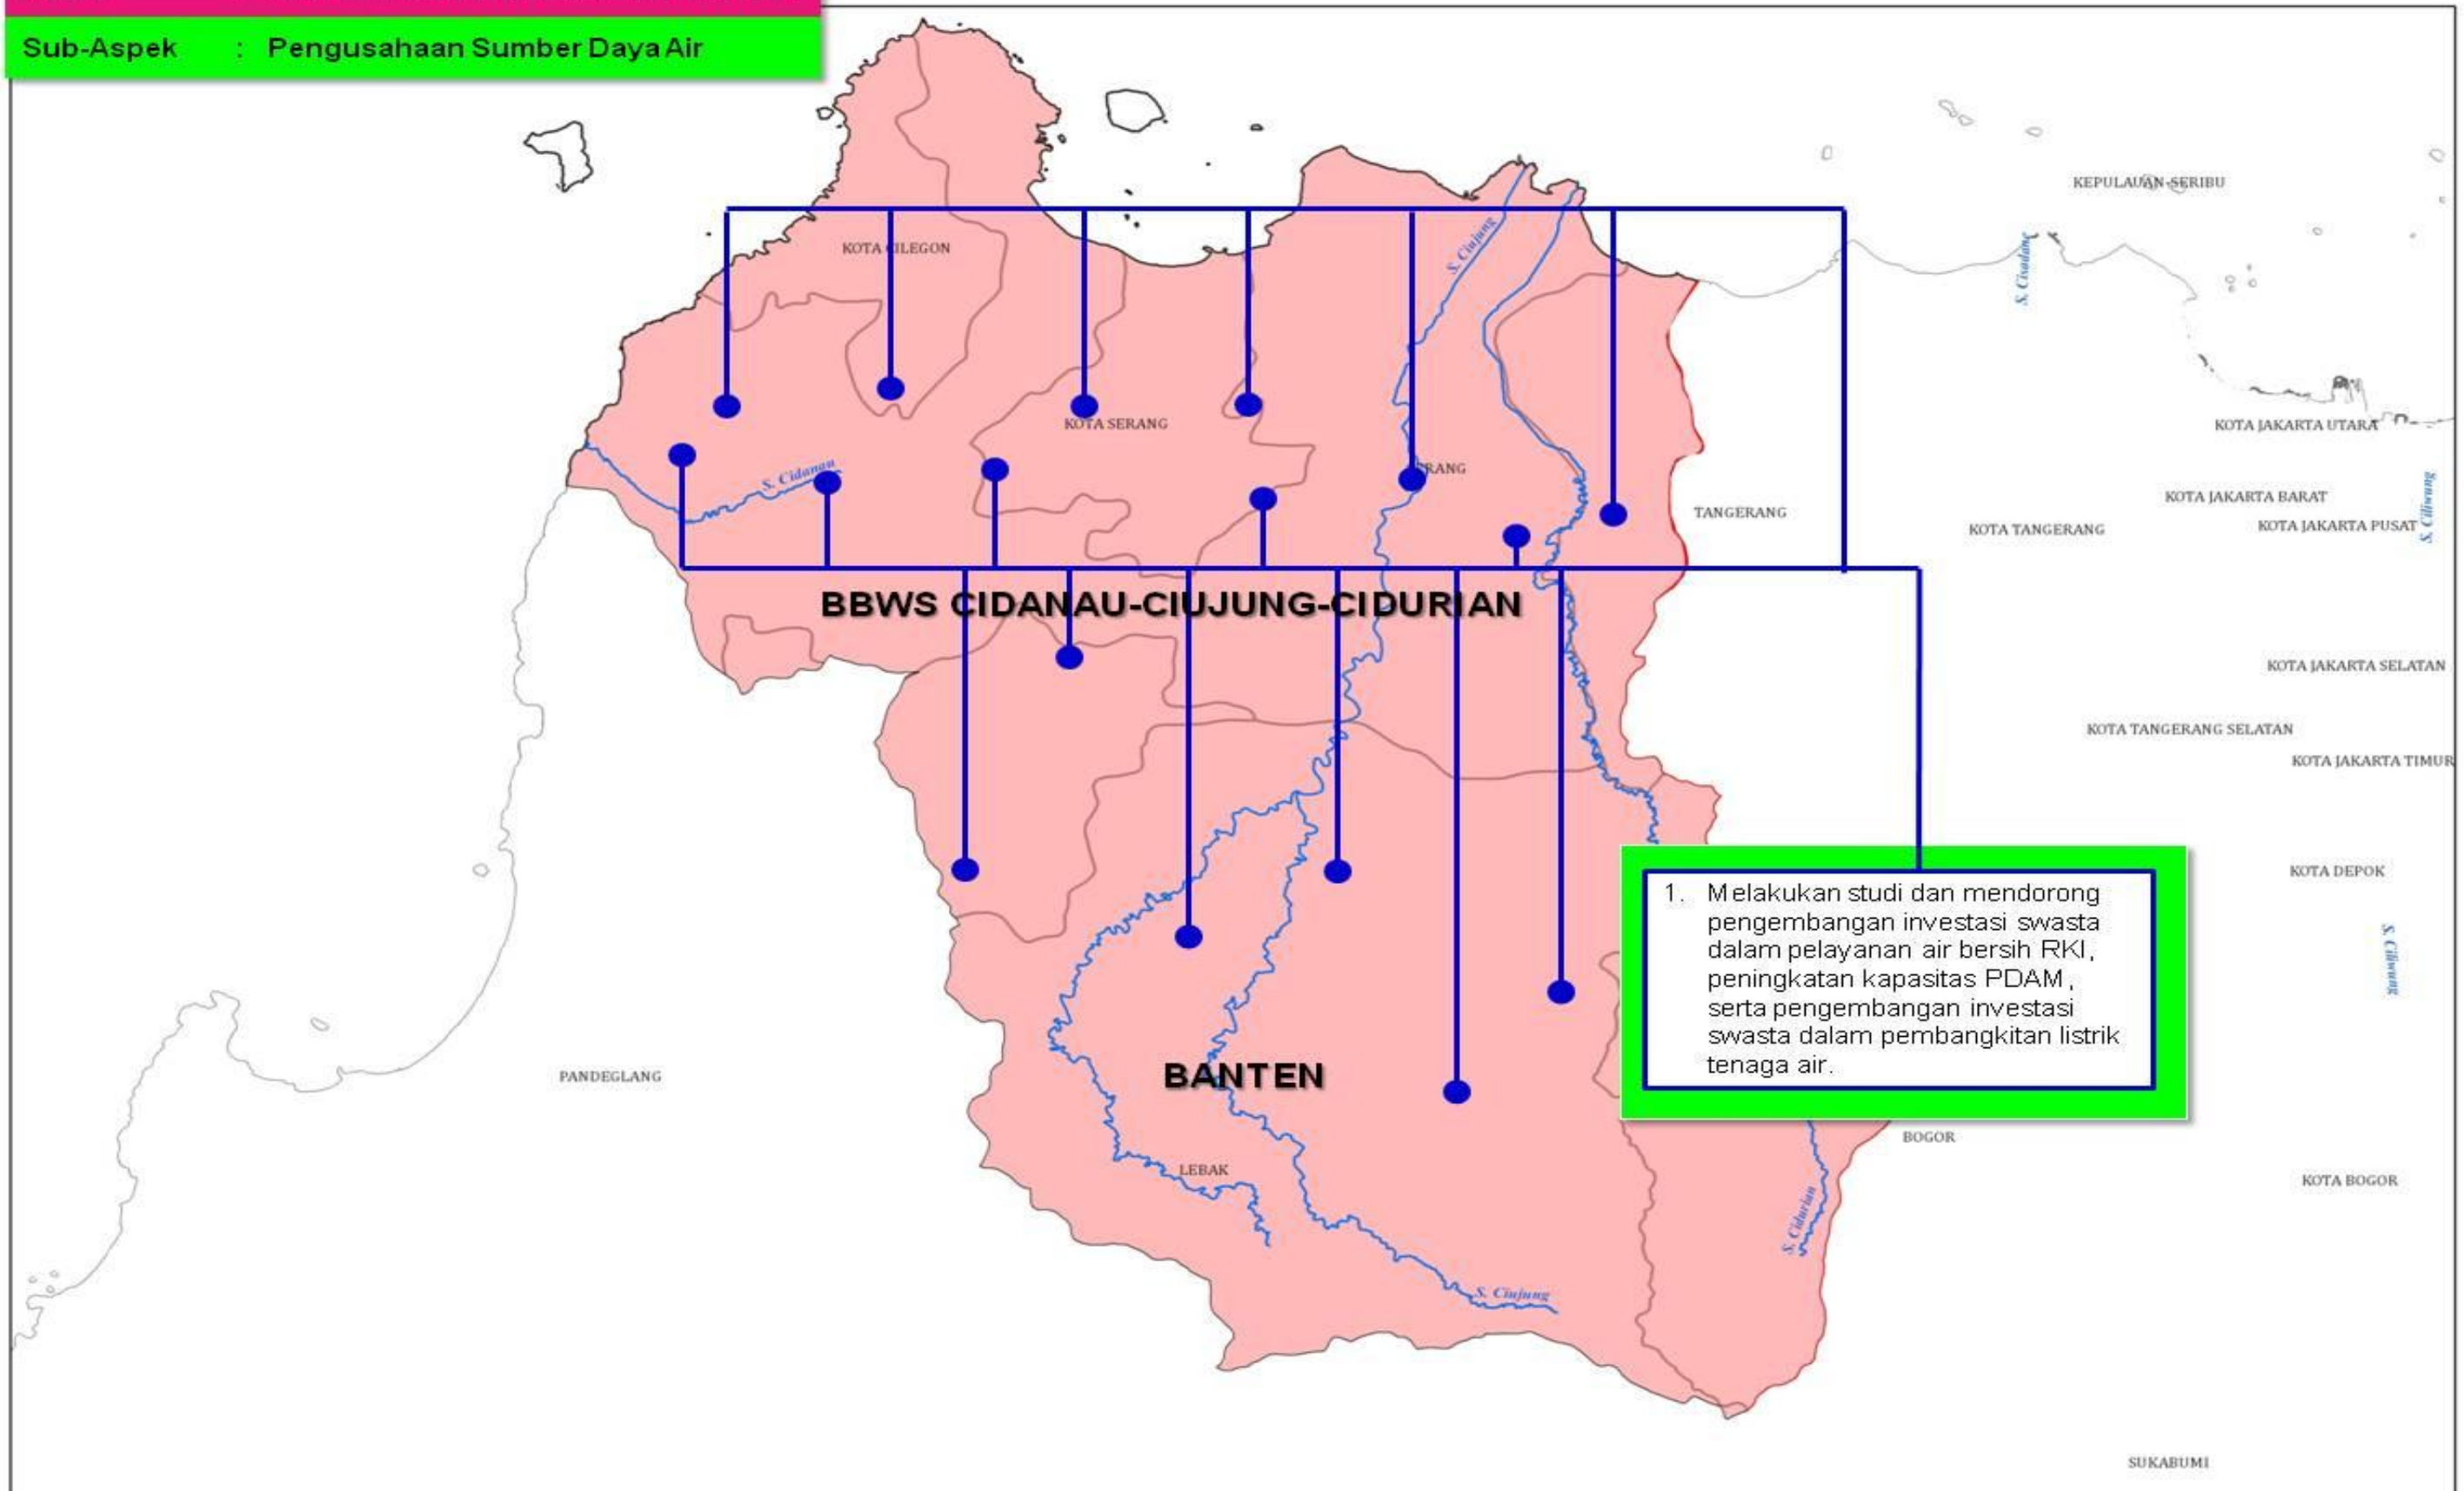 Sub-Aspek : Pengusahaan Sumber Daya Air
KEPULAUAN SERIBU
KOTA CILEGON
S. Ciujung
S. Cisadane
KOTA SERANG
KOTA JAKARTA UTARA
S. Cidanau
KOTA JAKARTA BARAT
TANGERANG
KOTA TANGERANG
KOTA JAKARTA PUSAT
S. Ciliwung
BBWS CIDANAU-CIUJUNG-CIDURIAN
KOTA JAKARTA SELATAN
KOTA TANGERANG SELATAN
KOTA JAKARTA TIMUR
KOTA DEPOK
1. Melakukan studi dan mendorong
pengembangan investasi swasta
dalam pelayanan air bersih RKI,
peningkatan kapasitas PDAM,
serta pengembangan investasi
swasta dalam pembangkitan listrik
tenaga air.
S. Ciliwung
PANDEGLANG
BANTEN
BOGOR
LEBAK
KOTA BOGOR
S. Cidurian
S. Ciujung
SUKABUMI